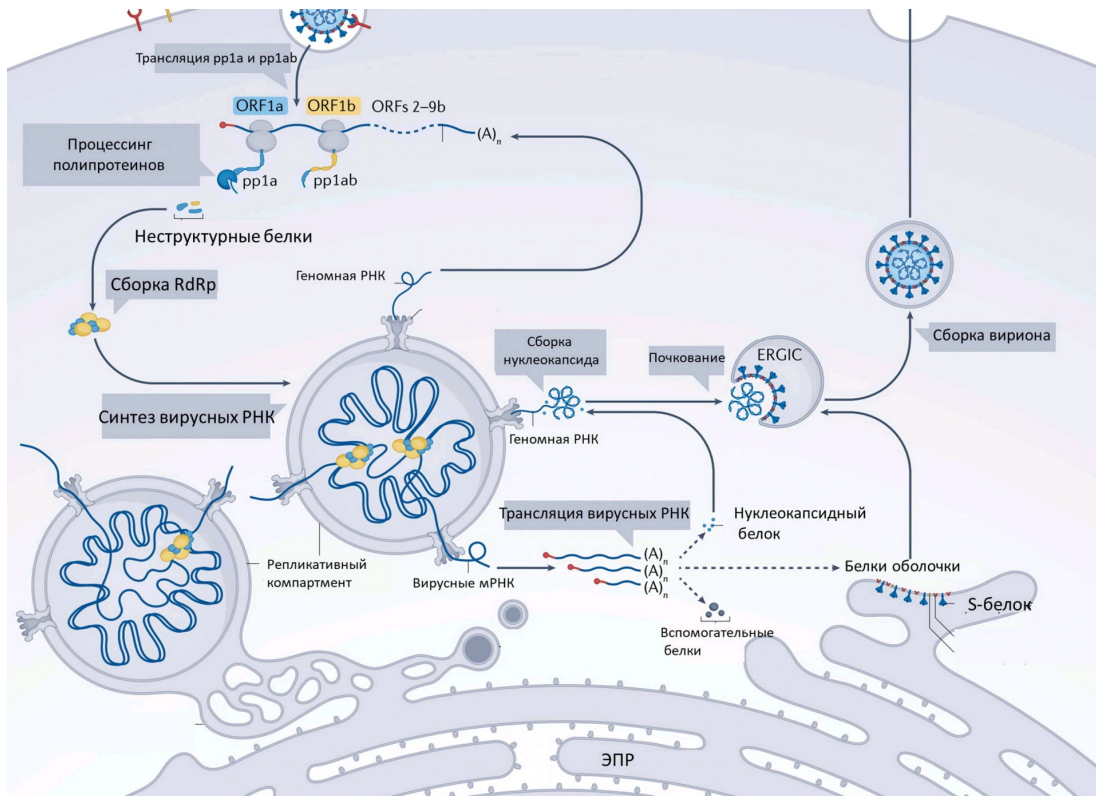 Трансляция pp1a и pp1ab
ORF1a
ORF1b
ORFs 2–9b
(A)n
Процессинг
полипротеинов
pp1a
pp1ab
Неструктурные белки
Геномная РНК
Сборка RdRp
Сборка
нуклеокапсида
Почкование
ERGIC
Сборка вириона
Синтез вирусных РНК
Геномная РНК
Трансляция вирусных РНК
Нуклеокапсидный
белок
Репликативный
компартмент
Вирусные мРНК
(A)n
(A)n
(A)n
Белки оболочки
S-белок
Вспомогательные
белки
ЭПР